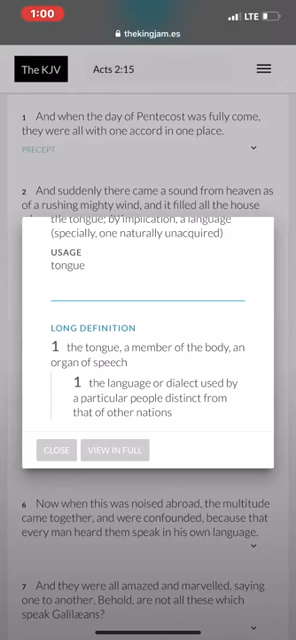 1:00
LTE
thekingjam.es
The KJV
Acts 2:15
1 And when the day of Pentecost was fully come,
they were all with one accord in one place.
PRECEPT
2 And suddenly there came a sound from heaven as
of a rushing mighty wind, and it filled all the house
the tongue; by implication, a language
(specially, one naturally unacquired)
USAGE
tongue
LONG DEFINITION
1 the tongue, a member of the body, an
organ of speech
1 the language or dialect used by
a particular people distinct from
that of other nations
CLOSE
VIEW IN FULL
6 Now when this was noised abroad, the multitude
came together, and were confounded, because that
every man heard them speak in his own language.
7 And they were all amazed and marvelled, saying
one to another, Behold, are not all these which
speak Galilæans?